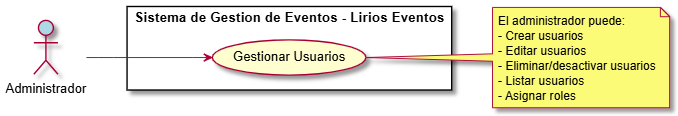 Sistema de Gestion de Eventos - Lirios Eventos
Administrador
Gestionar Usuarios
El administrador puede:
- Crear usuarios
- Editar usuarios
- Eliminar/desactivar usuarios
- Listar usuarios
- Asignar roles